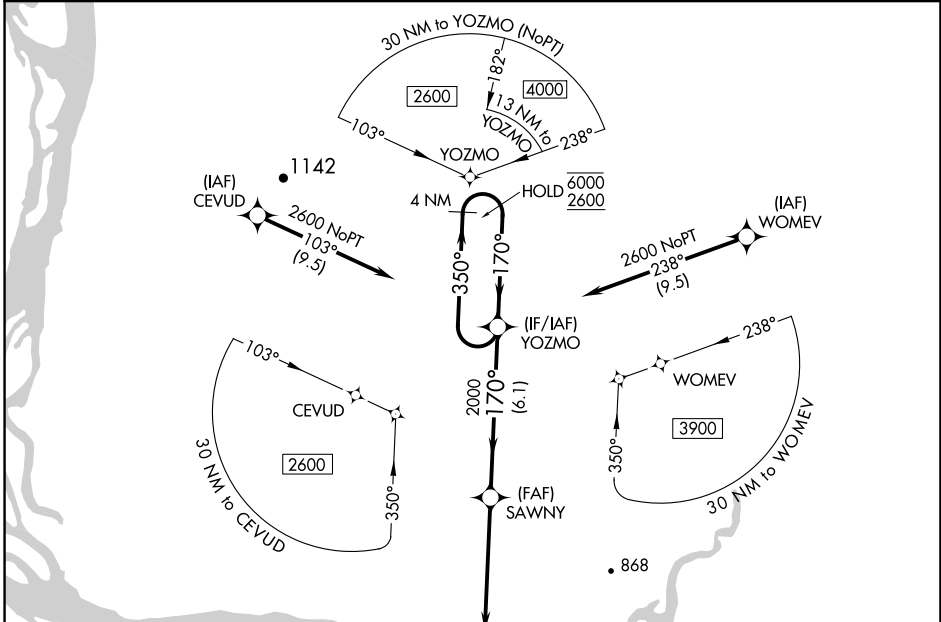 30 NM to YOZMO (NoPT)
182°
2600
4000
13 NM to
YOZMO
103°
238°
YOZMO
1142
(IAF)
CEVUD
2600 NoPT
103°
(9.5)
4 NM
HOLD
6000
2600
350°
170°
(IAF)
WOMEV
2600 NoPT
238°
(9.5)
(IF/IAF)
YOZMO
2000
170°
(6.1)
103°
CEVUD
2600
350°
30 NM to CEVUD
238°
WOMEV
3900
350°
30 NM to WOMEV
(FAF)
SAWNY
868